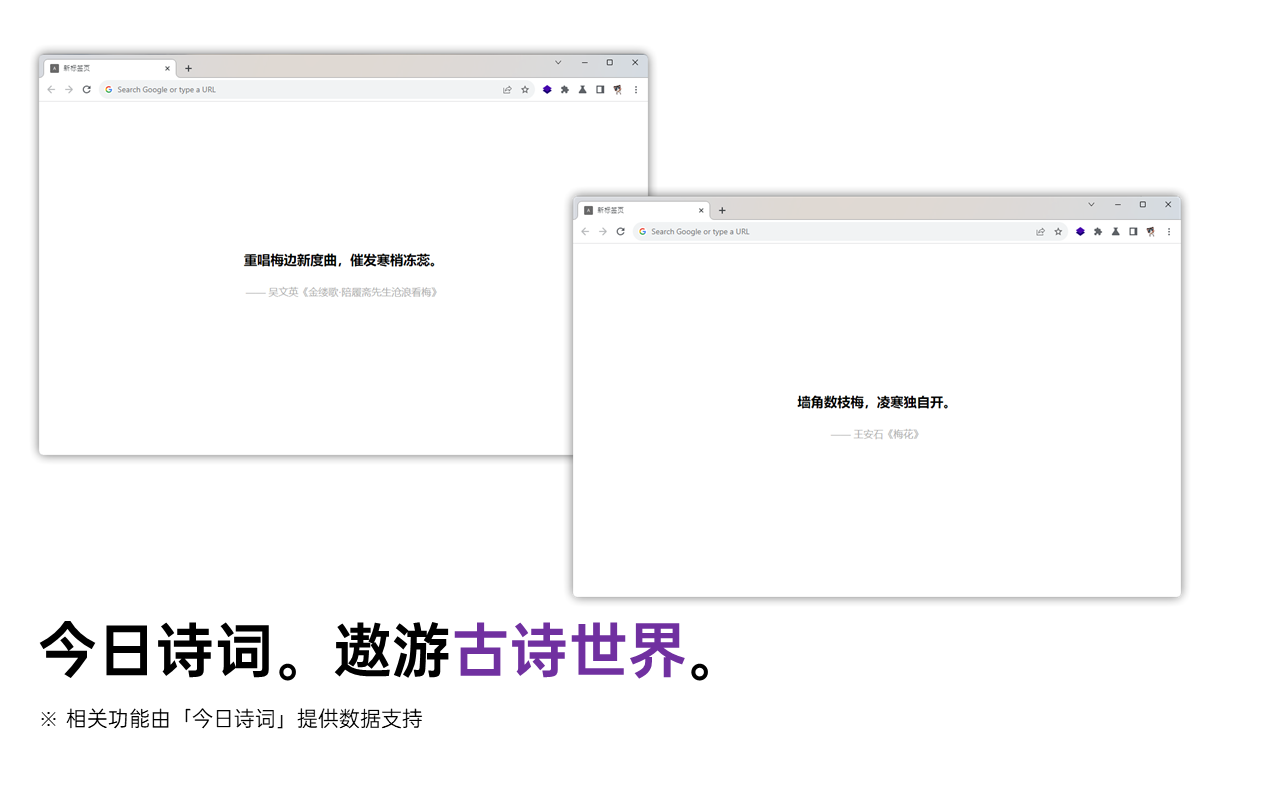 新标签页
Search Google or type a URL
重唱梅边新度曲，催发寒梢冻蕊。
—— 吴文英《金缕歌·陪履斋先生沧浪看梅》
新标签页
Search Google or type a URL
墙角数枝梅，凌寒独自开。
—— 王安石《梅花》
今日诗词。遨游古诗世界。
※ 相关功能由「今日诗词」提供数据支持